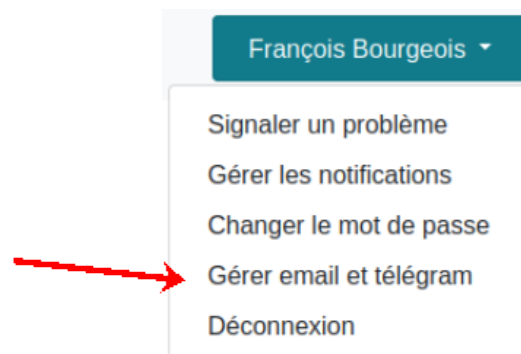 François Bourgeois
Signaler un problème
Gérer les notifications
Changer le mot de passe
Gérer email et télégram
Déconnexion